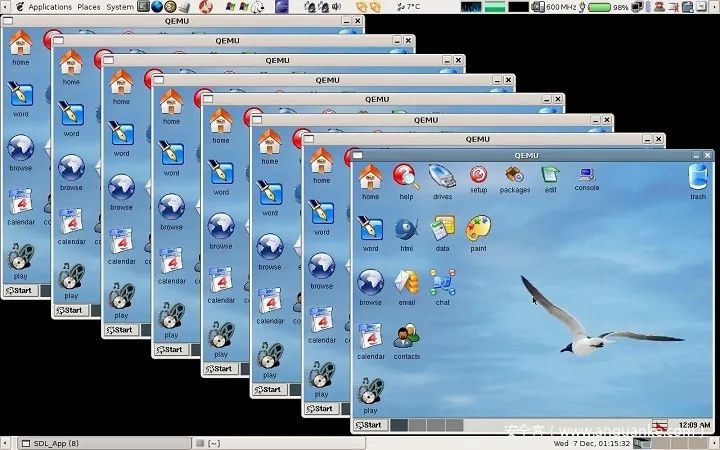 Applications Places System
7°C
600 MHz
98%
QEMU
home
word
browse
calendar
play
Start
QEMU
home
word
browse
calendar
play
Start
QEMU
home
word
browse
calendar
play
Start
QEMU
home
word
browse
calendar
play
Start
QEMU
home
word
browse
calendar
play
Start
QEMU
home
word
browse
calendar
play
Start
QEMU
home
word
browse
calendar
play
Start
QEMU
home help drives setup packages edit console trash
word html data paint
browse email chat
calendar contacts
play
Start 12:09 AM
安全客（www.anquanke.com）
SDL_App (8) [~] Wed 7 Dec, 01:15:32